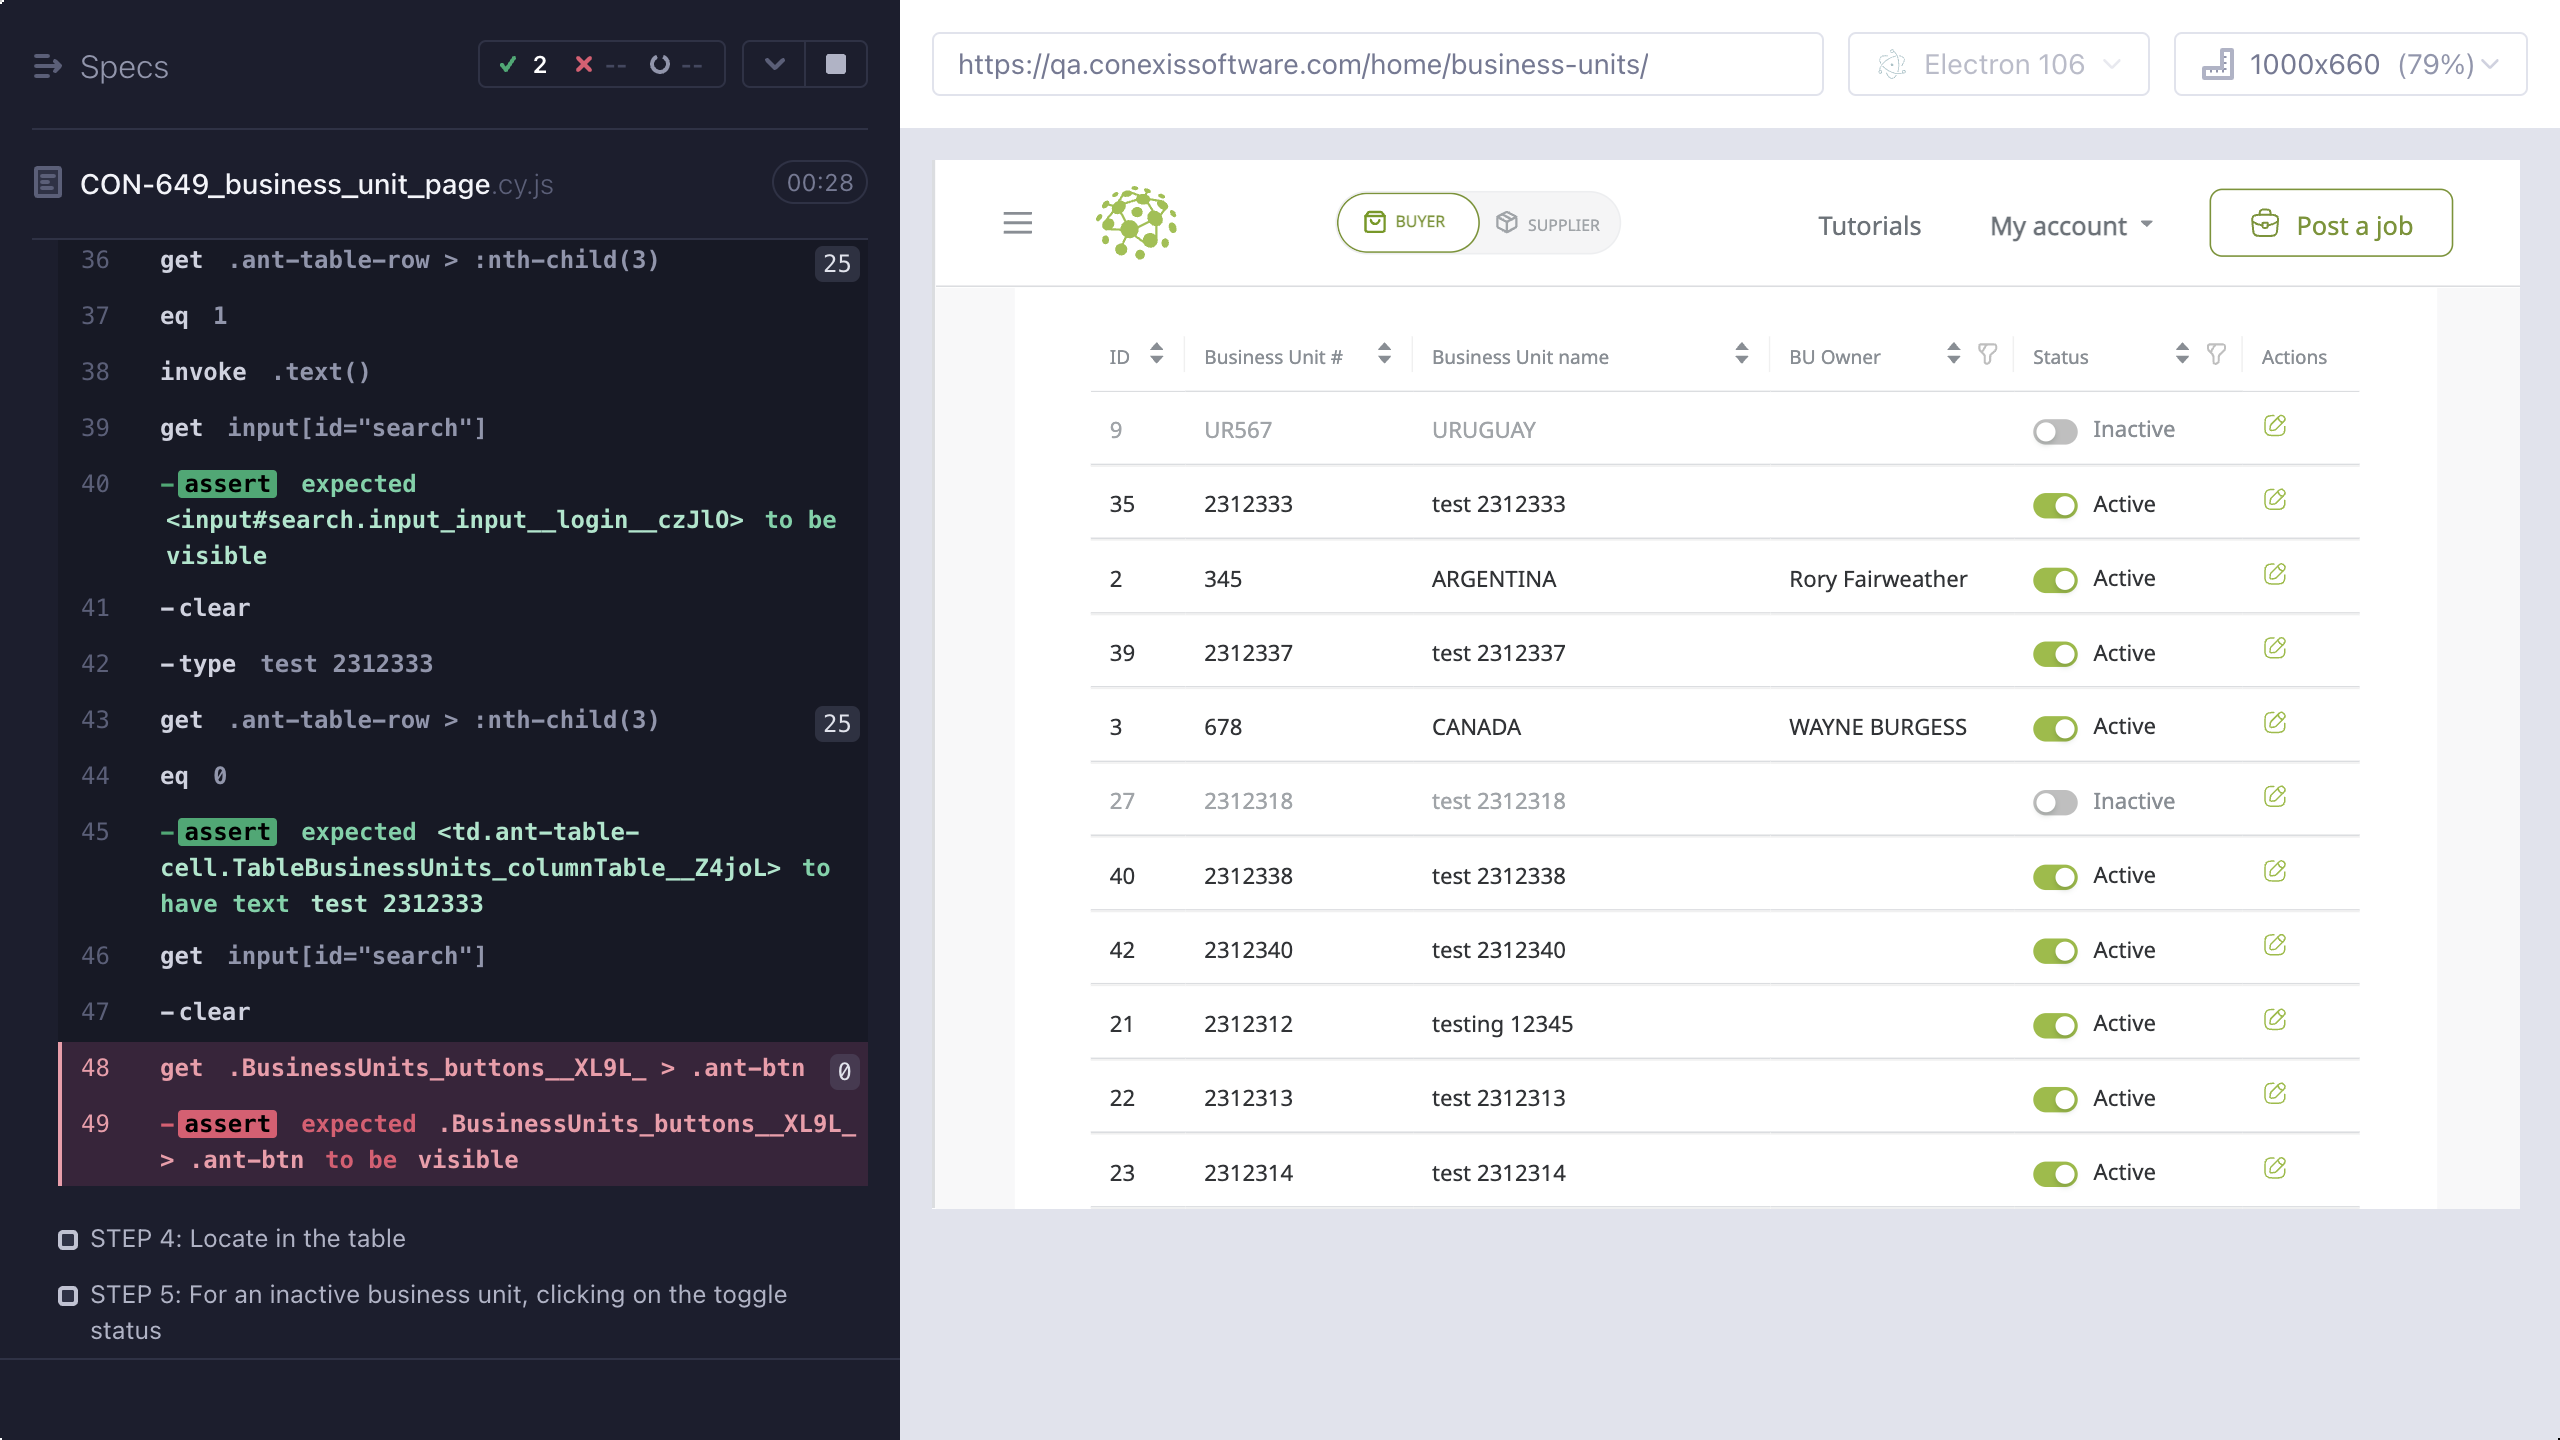 Specs
2 -- --
CON-649_business_unit_page.cy.js 00:28
36 get .ant-table-row > :nth-child(3) 25
37 eq 1
38 invoke .text()
39 get input[id="search"]
40 -assert expected
<input#search.input_input__login__czJlO> to be
visible
41 -clear
42 -type test 2312333
43 get .ant-table-row > :nth-child(3) 25
44 eq 0
45 -assert expected <td.ant-table-
cell.TableBusinessUnits_columnTable__Z4joL> to
have text test 2312333
46 get input[id="search"]
47 -clear
48 get .BusinessUnits_buttons__XL9L_ > .ant-btn 0
49 -assert expected .BusinessUnits_buttons__XL9L_
> .ant-btn to be visible
STEP 4: Locate in the table
STEP 5: For an inactive business unit, clicking on the toggle
status
https://qa.conexissoftware.com/home/business-units/ Electron 106 1000x660 (79%)
BUYER SUPPLIER Tutorials My account Post a job
ID Business Unit # Business Unit name BU Owner Status Actions
9 UR567 URUGUAY Inactive
35 2312333 test 2312333 Active
2 345 ARGENTINA Rory Fairweather Active
39 2312337 test 2312337 Active
3 678 CANADA WAYNE BURGESS Active
27 2312318 test 2312318 Inactive
40 2312338 test 2312338 Active
42 2312340 test 2312340 Active
21 2312312 testing 12345 Active
22 2312313 test 2312313 Active
23 2312314 test 2312314 Active